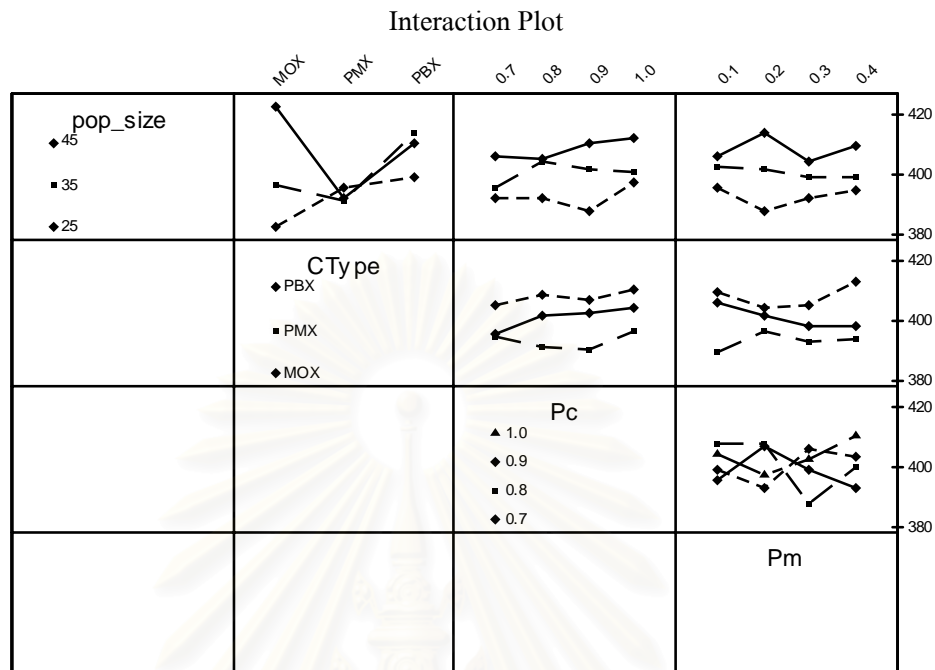 Interaction Plot
MOX PMX PBX 0.7 0.8 0.9 1.0 0.1 0.2 0.3 0.4
pop_size
45
35
25
420
400
380
CType
PBX
PMX
MOX
420
400
380
Pc
1.0
0.9
0.8
0.7
420
400
380
Pm